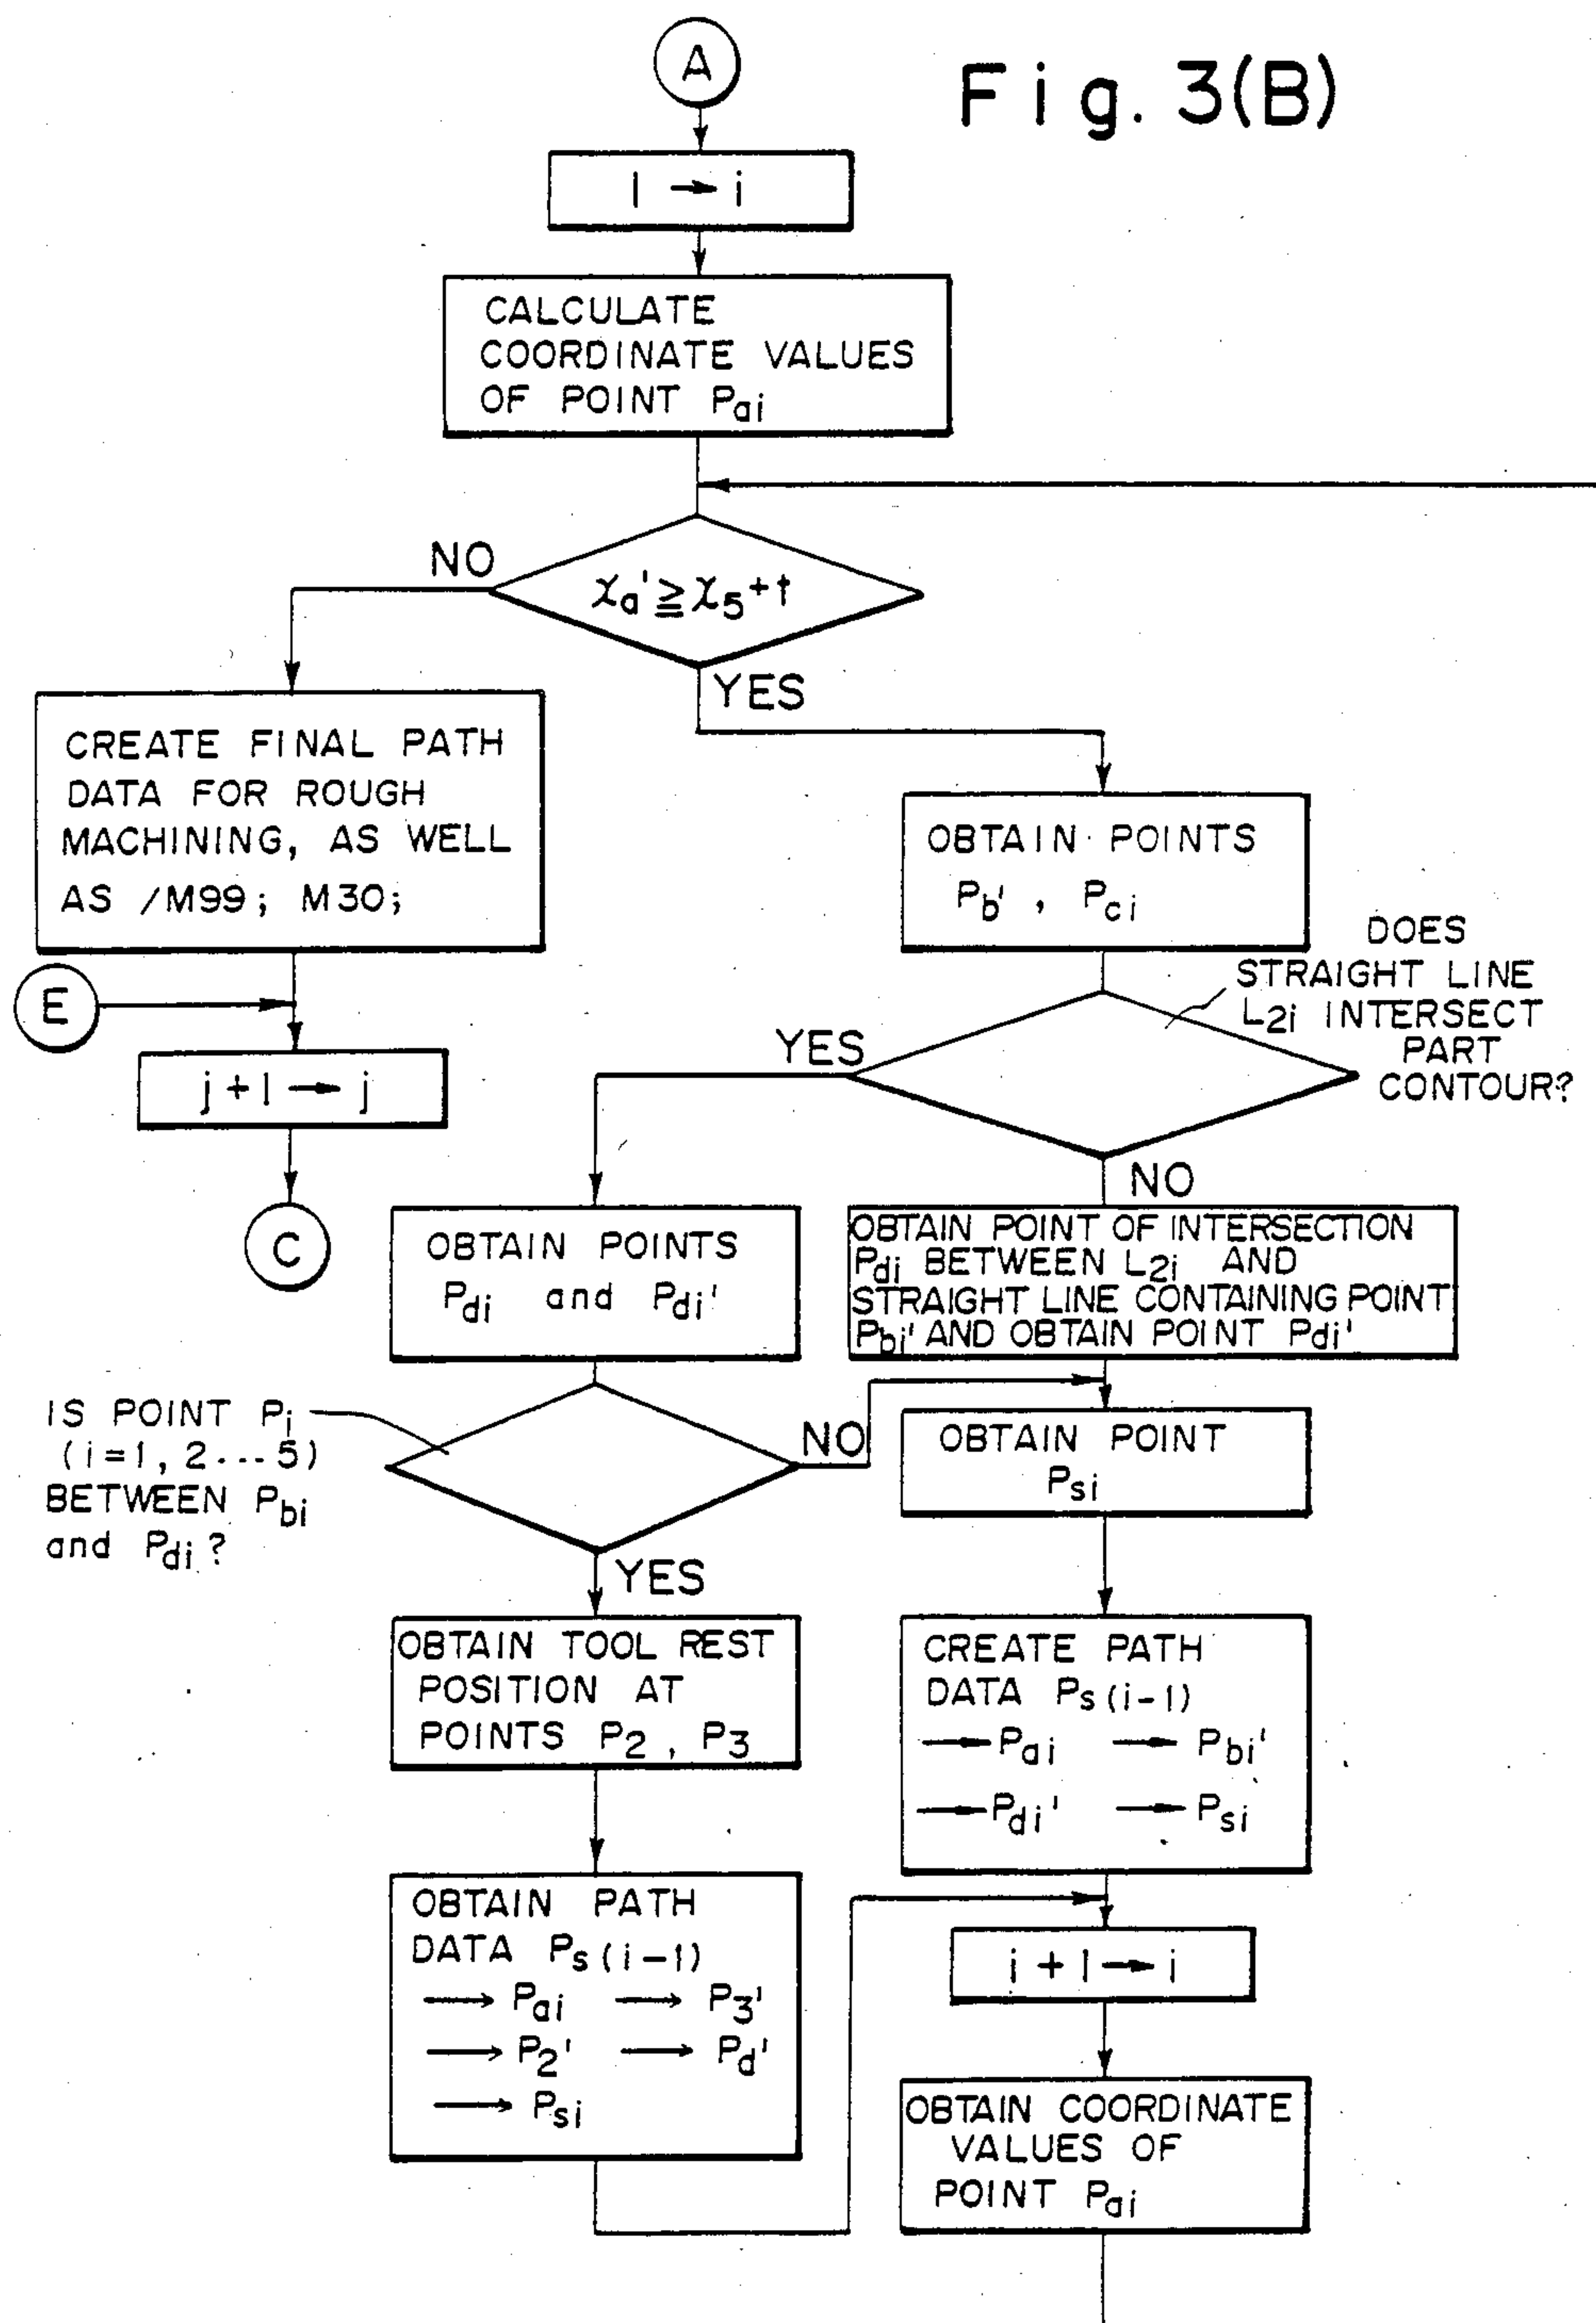 A
Fig. 3(B)
1 → i
CALCULATE
COORDINATE VALUES
OF POINT Pai
NO
χa' ≧ χ5+t
YES
CREATE FINAL PATH
DATA FOR ROUGH
MACHINING, AS WELL
AS /M99; M30;
OBTAIN POINTS
Pb' , Pci
DOES
STRAIGHT LINE
L2i INTERSECT
PART
CONTOUR?
E
YES
j + 1 → j
NO
C
OBTAIN POINTS
Pdi and Pdi'
OBTAIN POINT OF INTERSECTION
Pdi BETWEEN L2i AND
STRAIGHT LINE CONTAINING POINT
Pbi' AND OBTAIN POINT Pdi'
IS POINT Pi
(i=1, 2---5)
BETWEEN Pbi
and Pdi ?
NO
OBTAIN POINT
Psi
YES
OBTAIN TOOL REST
POSITION AT
POINTS P2 , P3
CREATE PATH
DATA Ps(i-1)
→ Pai → Pbi'
→ Pdi' → Psi
OBTAIN PATH
DATA Ps(i-1)
→ Pai → P3'
→ P2' → Pd'
→ Psi
i + 1 → i
OBTAIN COORDINATE
VALUES OF
POINT Pai